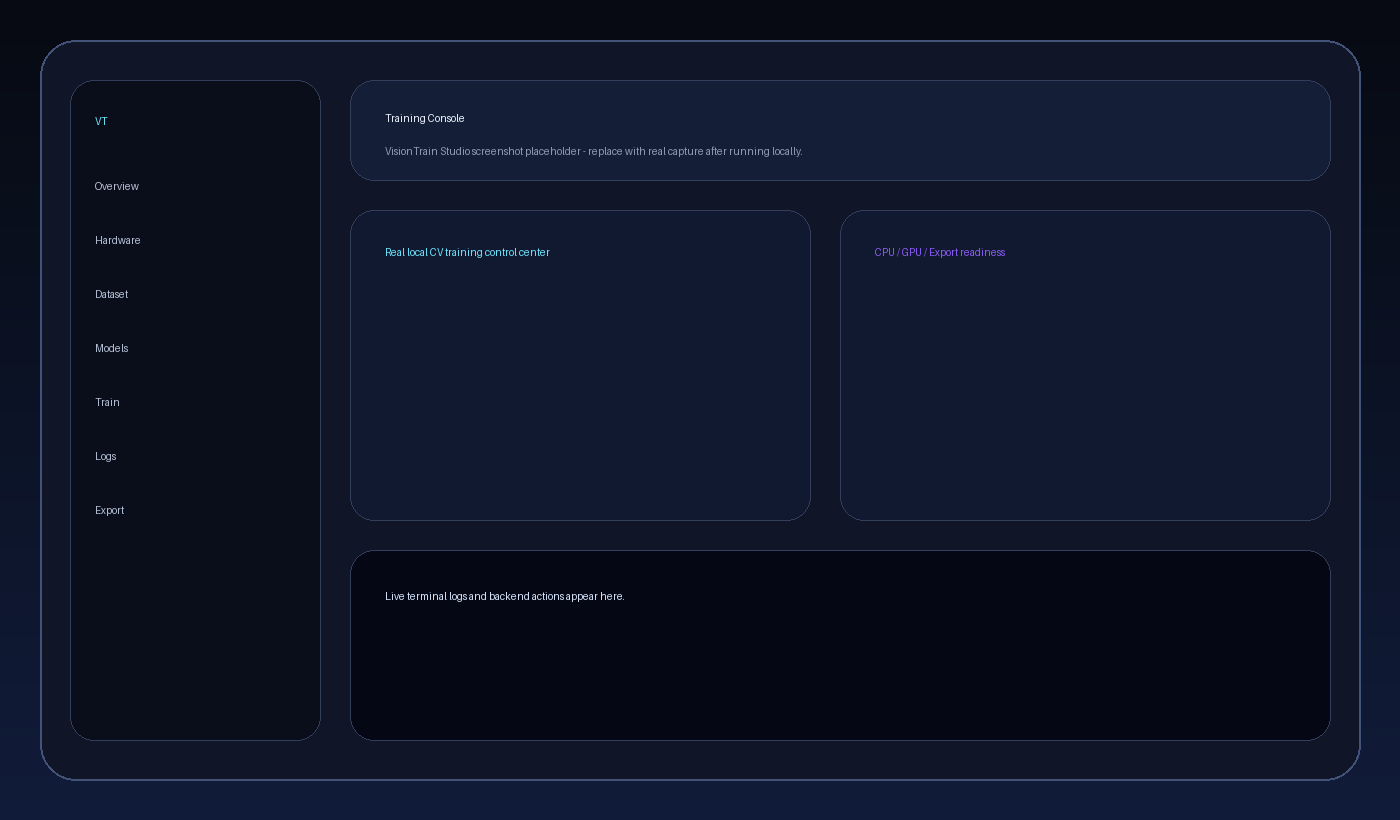 VT
Overview
Hardware
Dataset
Models
Train
Logs
Export
Training Console
VisionTrain Studio screenshot placeholder - replace with real capture after running locally.
Real local CV training control center
CPU / GPU / Export readiness
Live terminal logs and backend actions appear here.